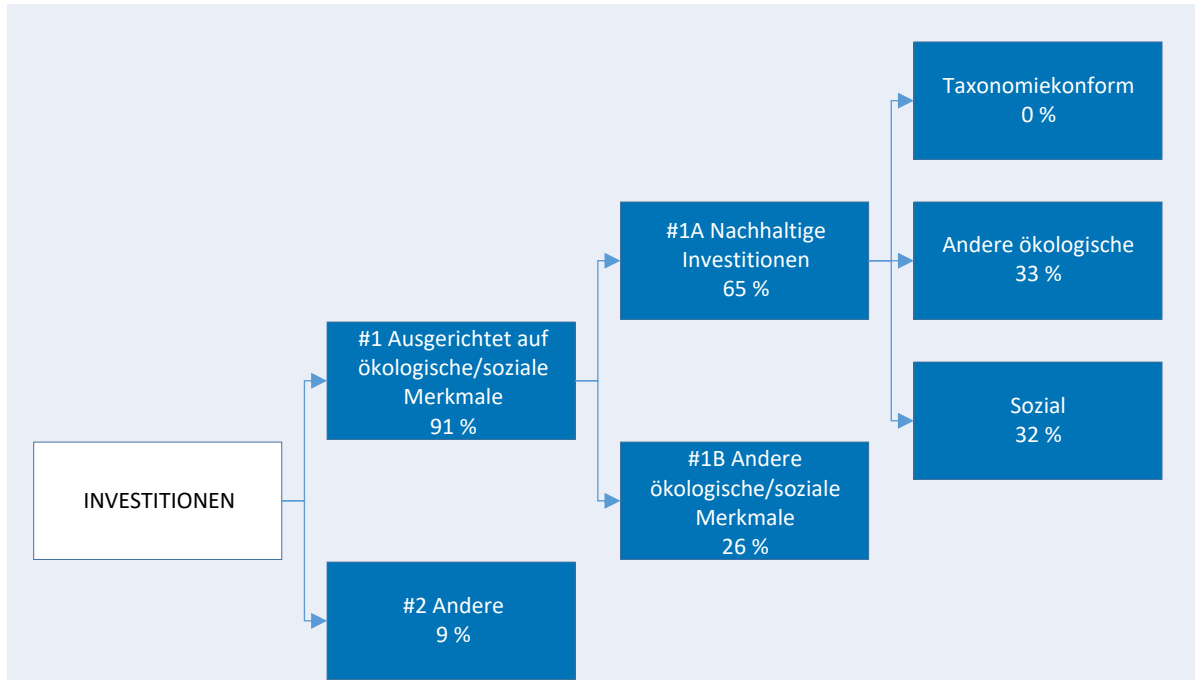 INVESTITIONEN
#1 Ausgerichtet auf
ökologische/soziale
Merkmale
91 %
#2 Andere
9 %
#1A Nachhaltige
Investitionen
65 %
#1B Andere
ökologische/soziale
Merkmale
26 %
Taxonomiekonform
0 %
Andere ökologische
33 %
Sozial
32 %